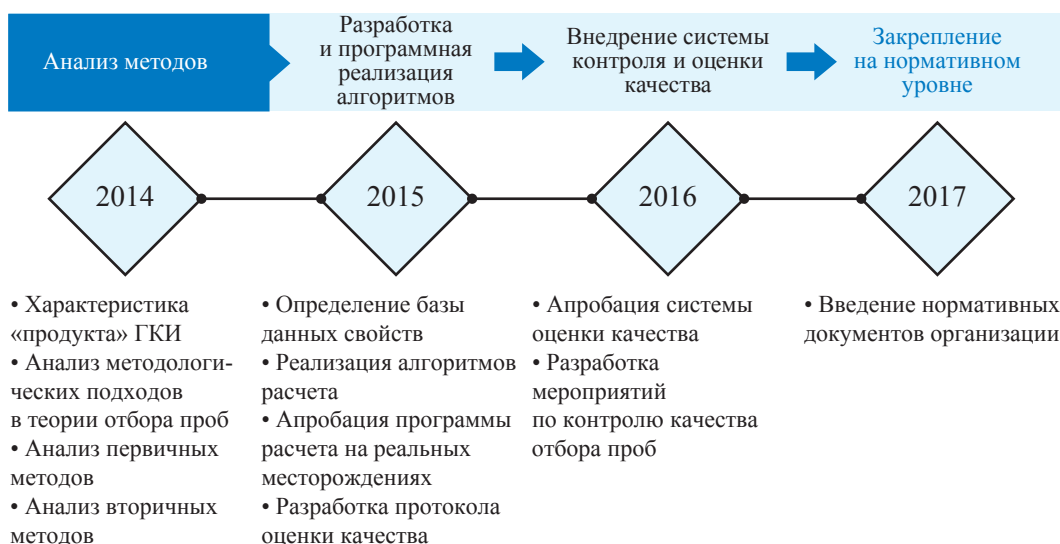 Анализ методов
Разработка
и программная
реализация
алгоритмов
Внедрение системы
контроля и оценки
качества
Закрепление
на нормативном
уровне
2014
2015
2016
2017
• Характеристика
«продукта» ГКИ
• Анализ методологи-
ческих подходов
в теории отбора проб
• Анализ первичных
методов
• Анализ вторичных
методов
• Определение базы
данных свойств
• Реализация алгоритмов
расчета
• Апробация программы
расчета на реальных
месторождениях
• Разработка протокола
оценки качества
• Апробация системы
оценки качества
• Разработка
мероприятий
по контролю качества
отбора проб
• Введение нормативных
документов организации